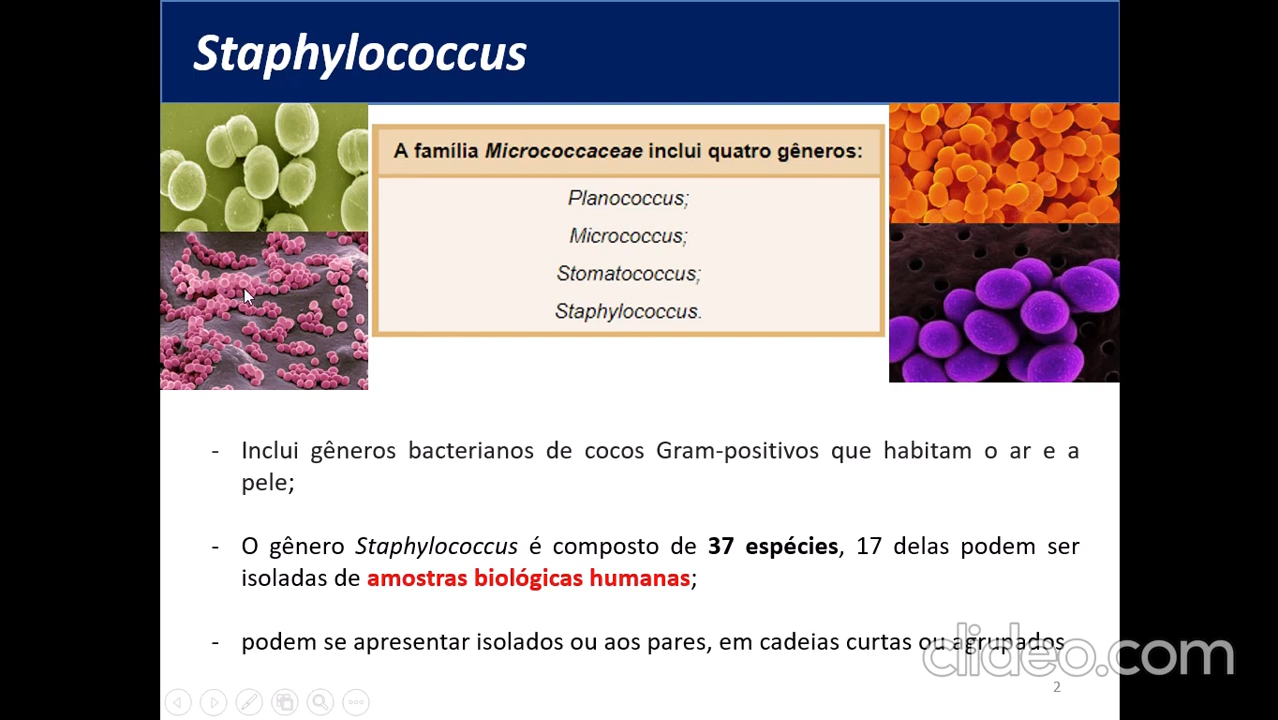 Staphylococcus
A família Micrococcaceae inclui quatro gêneros:
Planococcus;
Micrococcus;
Stomatococcus;
Staphylococcus.
- Inclui gêneros bacterianos de cocos Gram-positivos que habitam o ar e a
pele;
- O gênero Staphylococcus é composto de 37 espécies, 17 delas podem ser
isoladas de amostras biológicas humanas;
- podem se apresentar isolados ou aos pares, em cadeias curtas ou agrupados
clideo.com
2